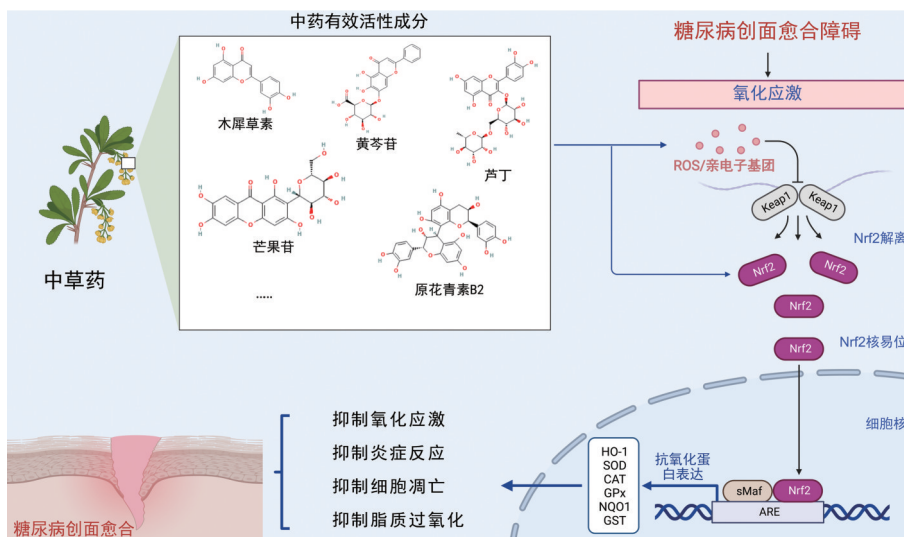 中药有效活性成分
木犀草素
黄芩苷
芦丁
芒果苷
原花青素B2
.....
中草药
糖尿病创面愈合障碍
氧化应激
ROS/亲电子基团
Keap1
Keap1
Nrf2解离
Nrf2
Nrf2
Nrf2
Nrf2
Nrf2核易位
细胞核
sMaf
Nrf2
ARE
抗氧化蛋
白表达
HO-1
SOD
CAT
GPx
NQO1
GST
抑制氧化应激
抑制炎症反应
抑制细胞凋亡
抑制脂质过氧化
糖尿病创面愈合